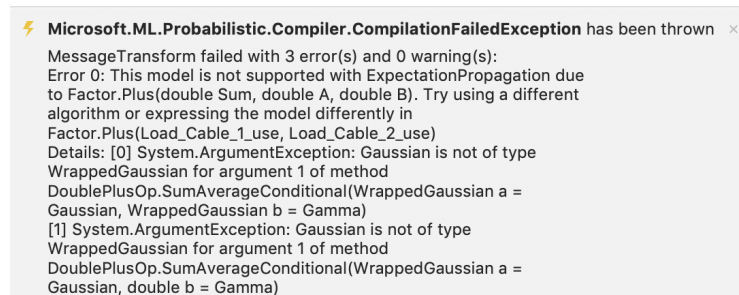 Microsoft.ML.Probabilistic.Compiler.CompilationFailedException has been thrown
MessageTransform failed with 3 error(s) and 0 warning(s):
Error 0: This model is not supported with ExpectationPropagation due
to Factor.Plus(double Sum, double A, double B). Try using a different
algorithm or expressing the model differently in
Factor.Plus(Load_Cable_1_use, Load_Cable_2_use)
Details: [0] System.ArgumentException: Gaussian is not of type
WrappedGaussian for argument 1 of method
DoublePlusOp.SumAverageConditional(WrappedGaussian a =
Gaussian, WrappedGaussian b = Gamma)
[1] System.ArgumentException: Gaussian is not of type
WrappedGaussian for argument 1 of method
DoublePlusOp.SumAverageConditional(WrappedGaussian a =
Gaussian, double b = Gamma)